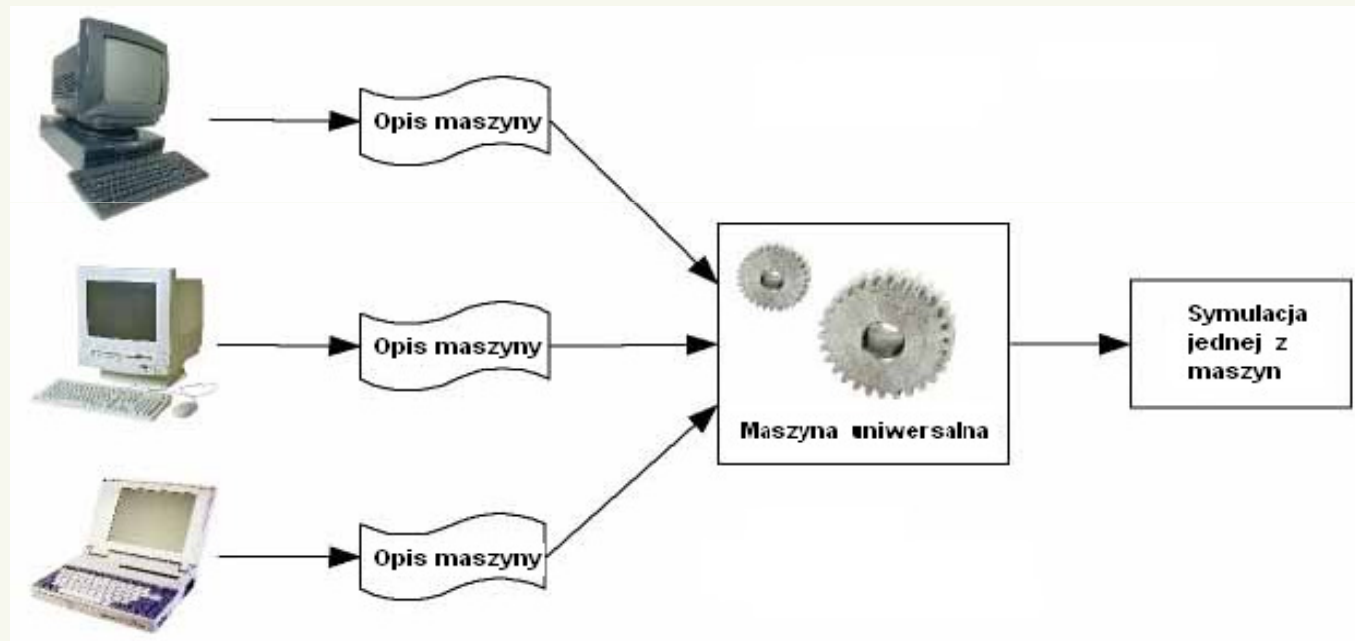 Opis maszyny
Opis maszyny
Opis maszyny
Maszyna uniwersalna
Symulacja
jednej z
maszyn